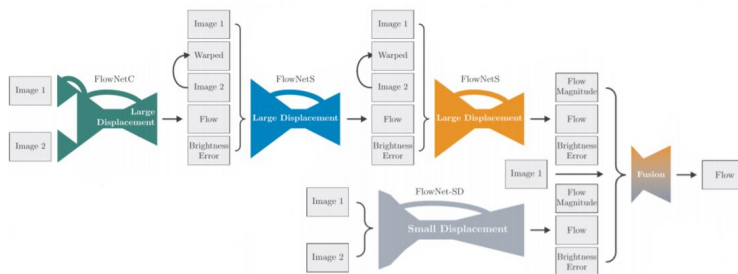 Image 1
Image 2
FlowNetC
Large
Displacement
Image 1
Warped
Image 2
Flow
Brightness
Error
FlowNetS
Large Displacement
Image 1
Warped
Image 2
Flow
Brightness
Error
FlowNetS
Large Displacement
Flow
Magnitude
Flow
Brightness
Error
Image 1
Image 1
Image 2
FlowNet-SD
Small Displacement
Flow
Magnitude
Flow
Brightness
Error
Fusion
Flow